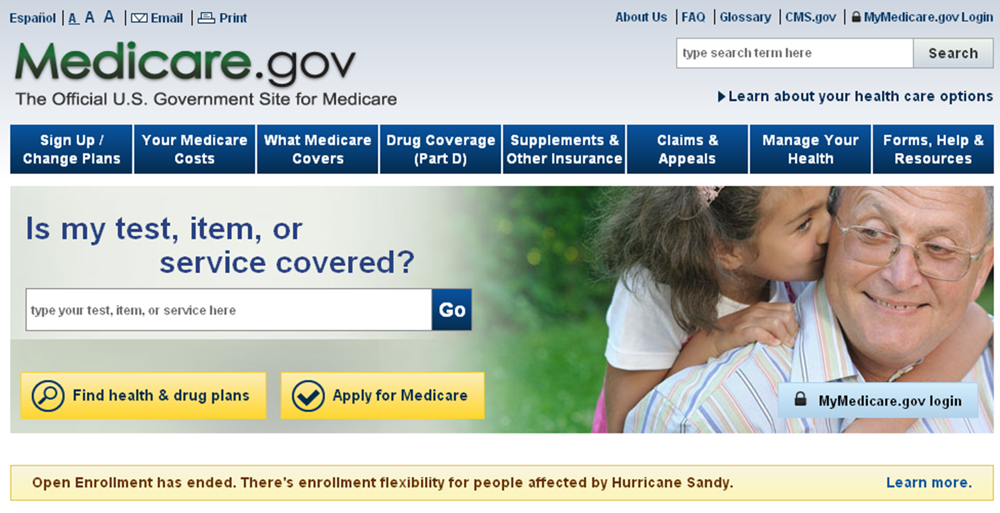 Español A A A Email Print
About Us FAQ Glossary CMS.gov MyMedicare.gov Login
Medicare.gov
The Official U.S. Government Site for Medicare
type search term here Search
Learn about your health care options
Sign Up /
Change Plans
Your Medicare
Costs
What Medicare
Covers
Drug Coverage
(Part D)
Supplements &
Other Insurance
Claims &
Appeals
Manage Your
Health
Forms, Help &
Resources
Is my test, item, or
service covered?
type your test, item, or service here Go
Find health & drug plans
Apply for Medicare
MyMedicare.gov login
Open Enrollment has ended. There's enrollment flexibility for people affected by Hurricane Sandy. Learn more.